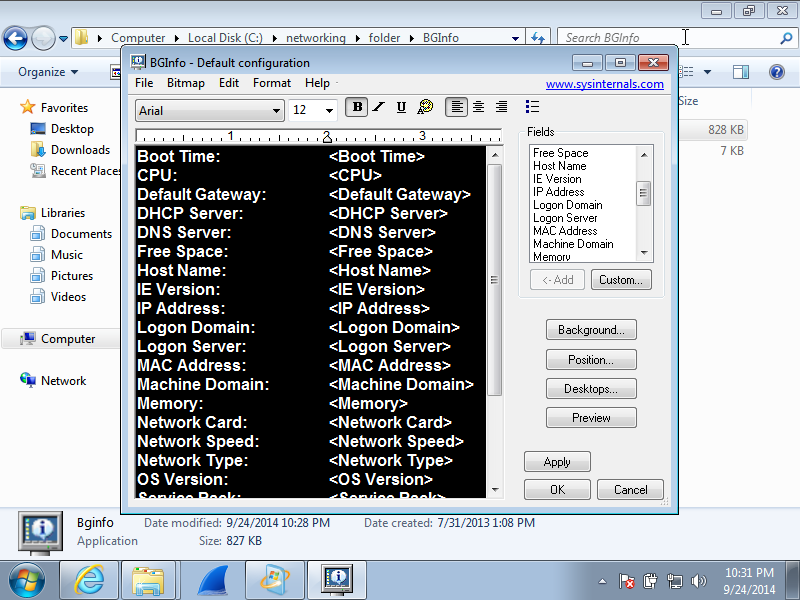 Computer Local Disk (C:) networking folder BGInfo Search BGInfo
Organize
Size
828 KB
7 KB
Favorites
Desktop
Downloads
Recent Places
Libraries
Documents
Music
Pictures
Videos
Computer
Network
BGInfo - Default configuration
File Bitmap Edit Format Help www.sysinternals.com
Arial 12 B I U
1 2 3
Boot Time: <Boot Time>
CPU: <CPU>
Default Gateway: <Default Gateway>
DHCP Server: <DHCP Server>
DNS Server: <DNS Server>
Free Space: <Free Space>
Host Name: <Host Name>
IE Version: <IE Version>
IP Address: <IP Address>
Logon Domain: <Logon Domain>
Logon Server: <Logon Server>
MAC Address: <MAC Address>
Machine Domain: <Machine Domain>
Memory: <Memory>
Network Card: <Network Card>
Network Speed: <Network Speed>
Network Type: <Network Type>
OS Version: <OS Version>
Service Pack: <Service Pack>
Fields
Free Space
Host Name
IE Version
IP Address
Logon Domain
Logon Server
MAC Address
Machine Domain
Memory
<- Add Custom...
Background...
Position...
Desktops...
Preview
Apply
OK Cancel
Bginfo Date modified: 9/24/2014 10:28 PM Date created: 7/31/2013 1:08 PM
Application Size: 827 KB
10:31 PM
9/24/2014